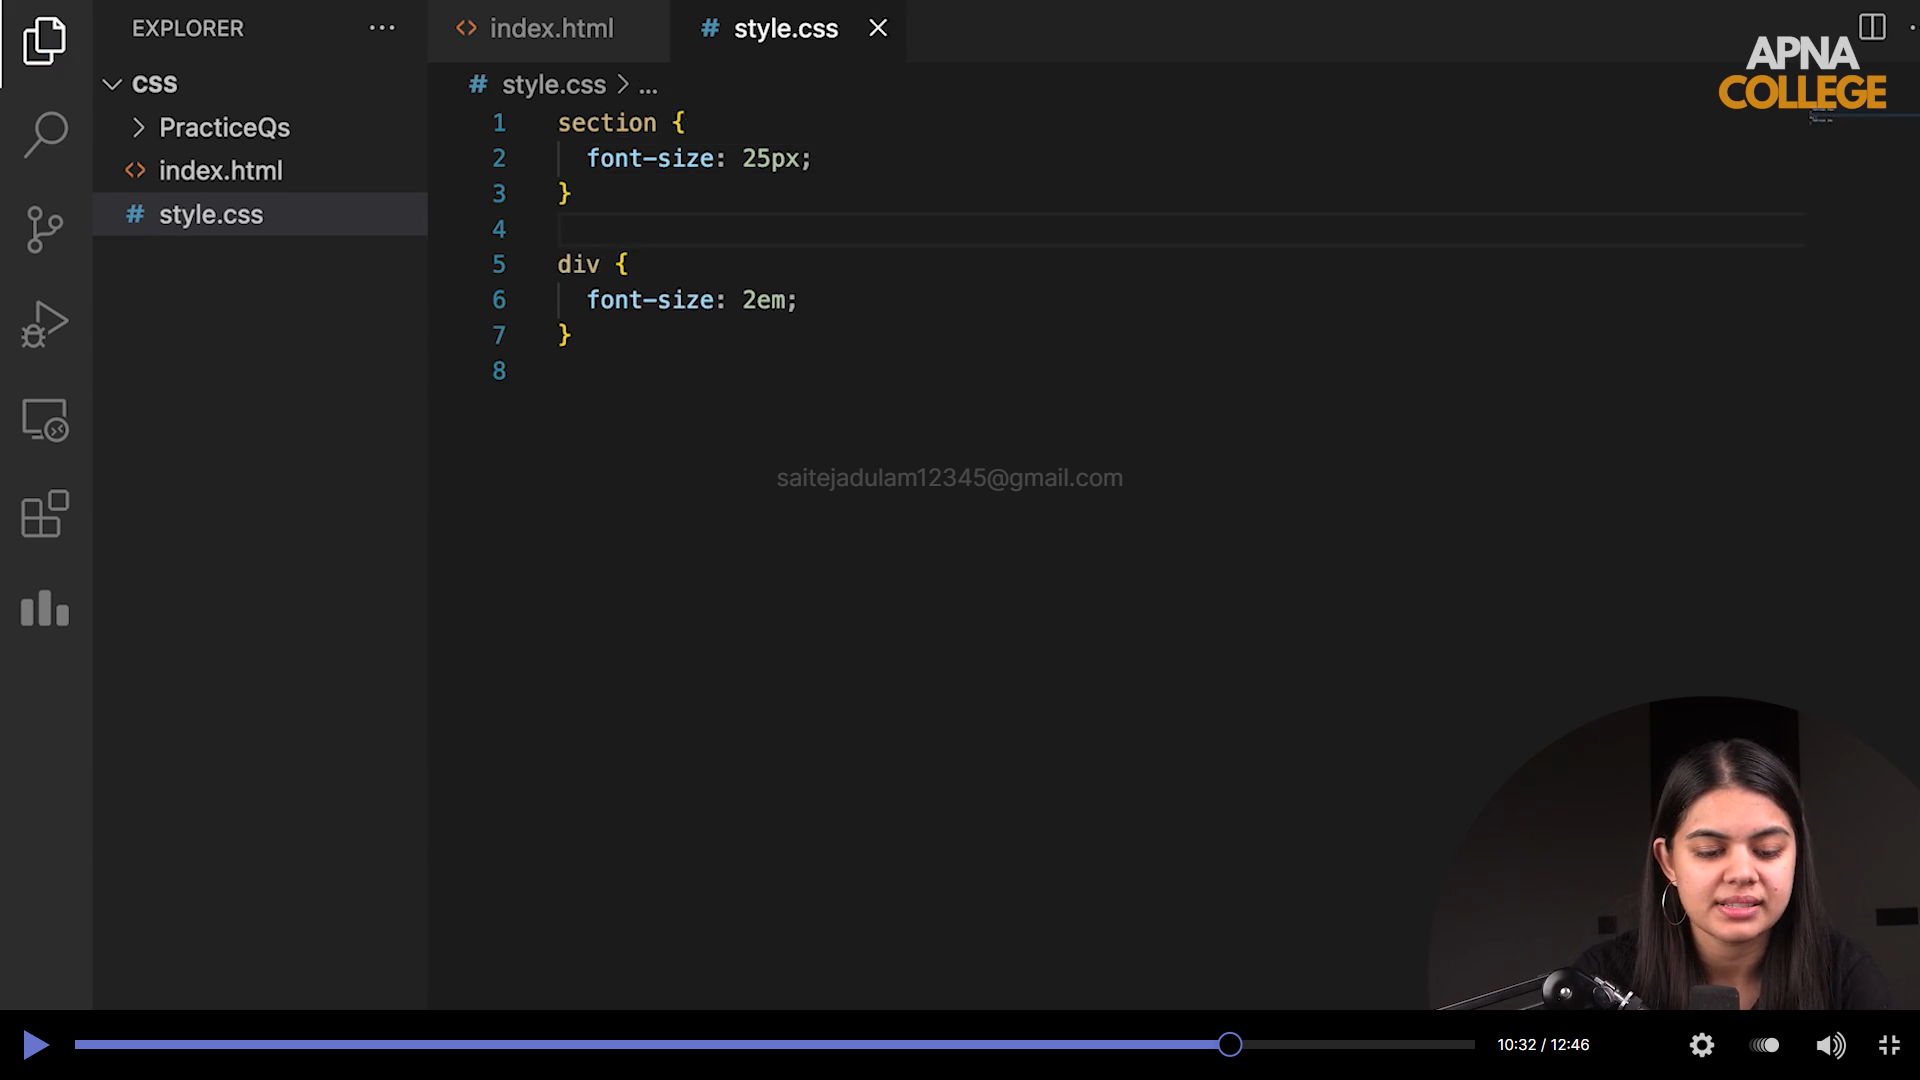 EXPLORER
CSS
PracticeQs
index.html
style.css
index.html
style.css
style.css > ...
1 section {
2 font-size: 25px;
3 }
4
5 div {
6 font-size: 2em;
7 }
8
saitejadulam12345@gmail.com
APNA
COLLEGE
10:32 / 12:46